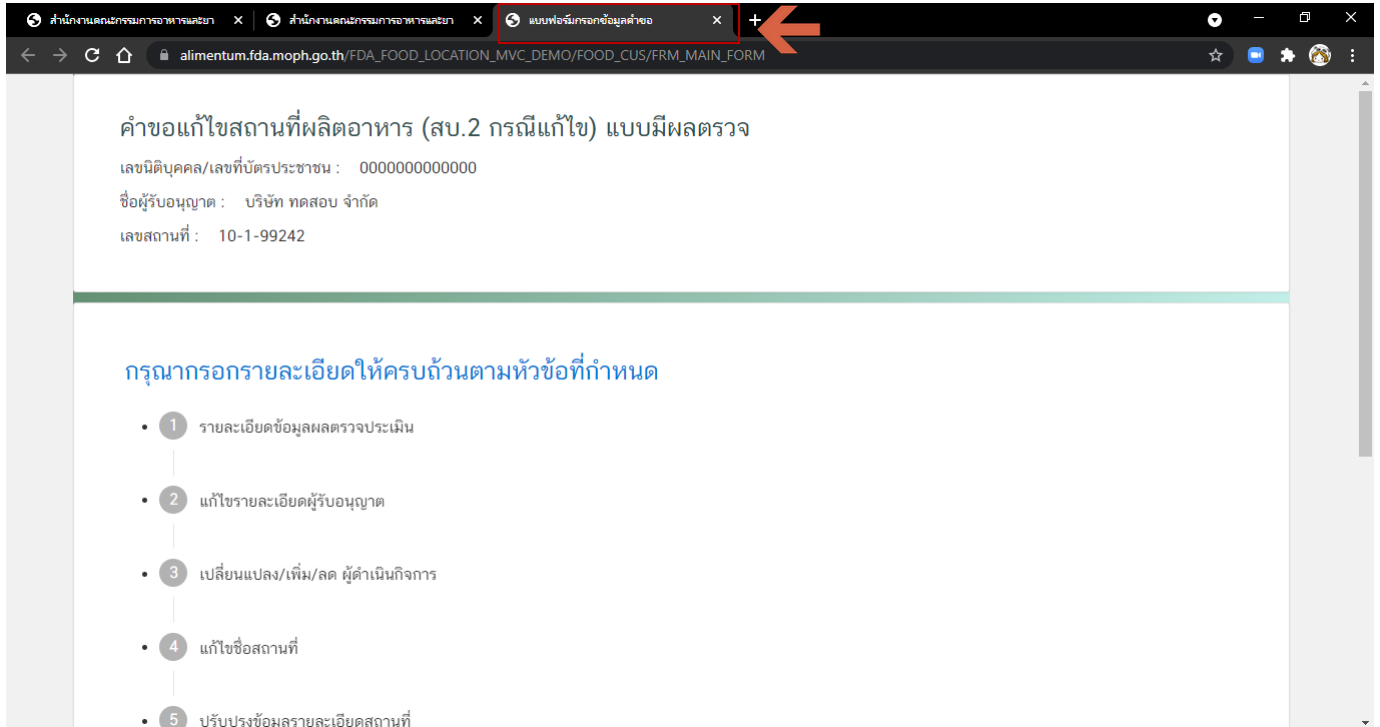 สำนักงานคณะกรรมการอาหารและยา
สำนักงานคณะกรรมการอาหารและยา
แบบฟอร์มกรอกข้อมูลคำขอ
alimentum.fda.moph.go.th/FDA_FOOD_LOCATION_MVC_DEMO/FOOD_CUS/FRM_MAIN_FORM
คำขอแก้ไขสถานที่ผลิตอาหาร (สบ.2 กรณีแก้ไข) แบบมีผลตรวจ
เลขนิติบุคคล/เลขที่บัตรประชาชน : 0000000000000
ชื่อผู้รับอนุญาต : บริษัท ทดสอบ จำกัด
เลขสถานที่ : 10-1-99242
กรุณากรอกรายละเอียดให้ครบถ้วนตามหัวข้อที่กำหนด
1 รายละเอียดข้อมูลผลตรวจประเมิน
2 แก้ไขรายละเอียดผู้รับอนุญาต
3 เปลี่ยนแปลง/เพิ่ม/ลด ผู้ดำเนินกิจการ
4 แก้ไขชื่อสถานที่
5 ปรับปรุงข้อมูลรายละเอียดสถานที่